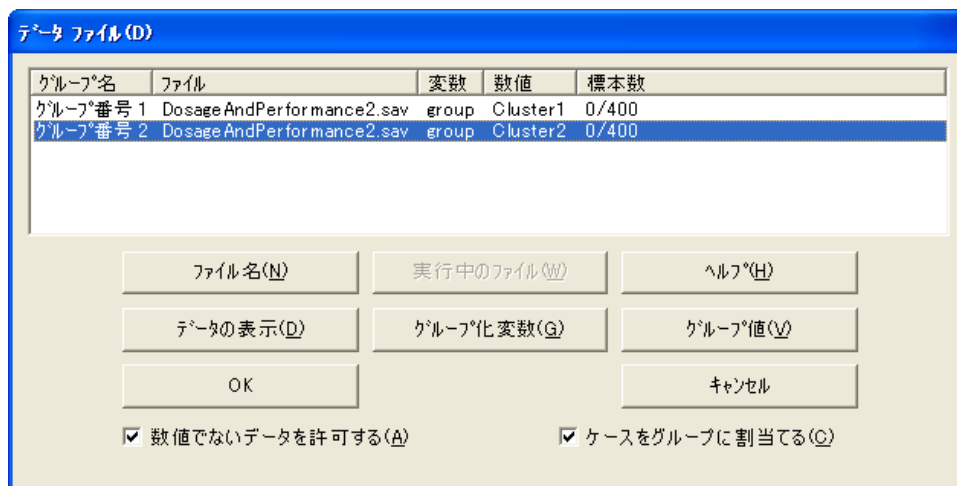 データ ファイル(D)
グループ名 ファイル 変数 数値 標本数
グループ番号 1 DosageAndPerformance2.sav group Cluster1 0/400
グループ番号 2 DosageAndPerformance2.sav group Cluster2 0/400
ファイル名(N) 実行中のファイル(W) ヘルプ(H)
データの表示(D) グループ化変数(G) グループ値(V)
OK キャンセル
数値でないデータを許可する(A) ケースをグループに割当てる(C)